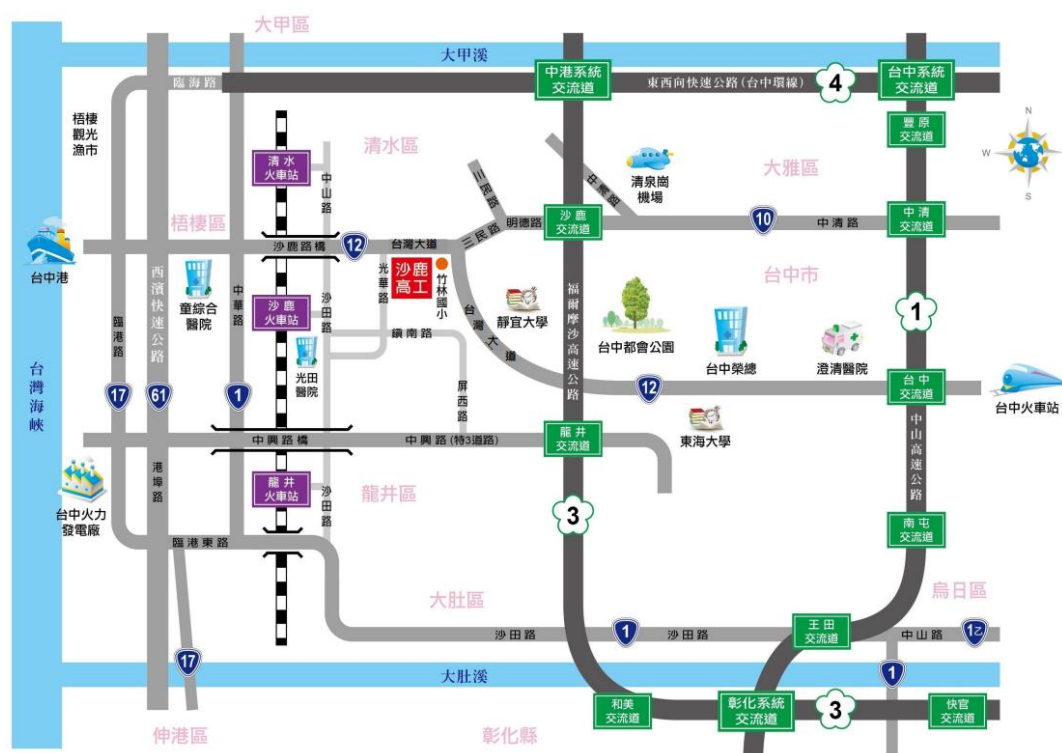 大甲區
大甲溪
臨海路
中港系統
交流道
東西向快速公路(台中環線)
4
台中系統
交流道
豐原
交流道
梧棲
觀光
漁市
清水
火車站
清水區
中山路
三民路
清泉崗
機場
大雅區
N
W
E
S
梧棲區
沙鹿路橋
12
台灣大道
三民路
明德路
沙鹿
交流道
10
中清路
中清
交流道
台中港
西濱快速公路
童綜合
醫院
中華路
沙鹿
火車站
沙田路
光華路
沙鹿
高工
竹林國小
台灣大道
靜宜大學
福爾摩沙高速公路
台中都會公園
台中市
台中榮總
澄清醫院
1
臨港路
鎮南路
光田
醫院
屏西路
台灣海峽
17
61
1
12
台中
交流道
台中火車站
東海大學
中興路橋
中興路(特3道路)
龍井
交流道
中山高速公路
台中火力
發電廠
港埠路
龍井
火車站
沙田路
龍井區
3
南屯
交流道
臨港東路
大肚區
烏日區
沙田路
1
沙田路
王田
交流道
中山路
1乙
17
大肚溪
1
伸港區
彰化縣
和美
交流道
彰化系統
交流道
3
快官
交流道